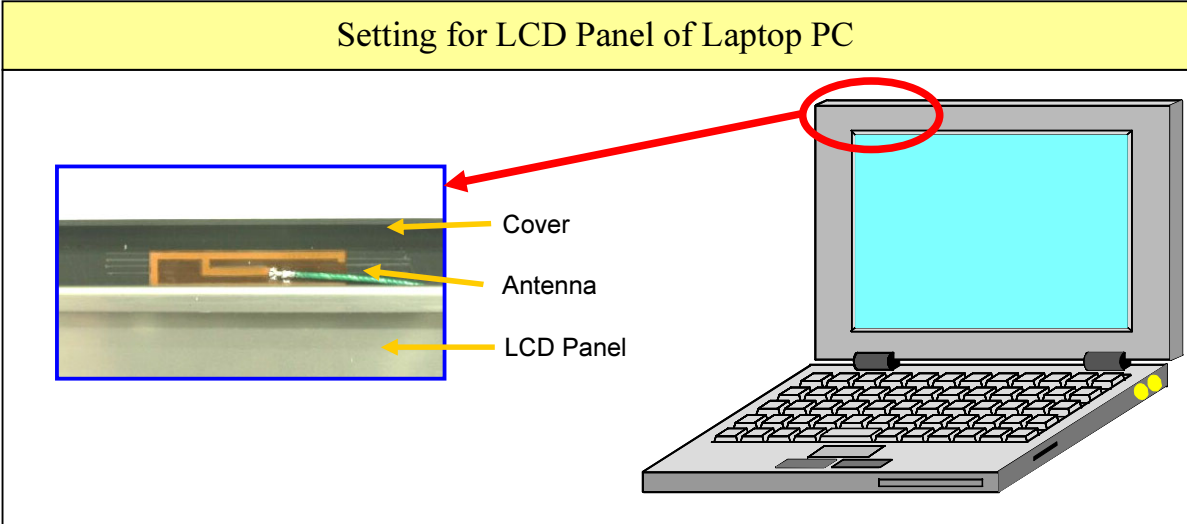 Setting for LCD Panel of Laptop PC
Cover
Antenna
LCD Panel